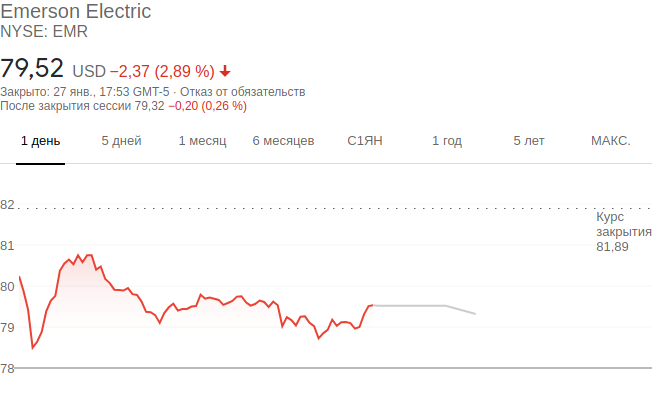 Emerson Electric
NYSE: EMR
79,52 USD −2,37 (2,89 %)
Закрыто: 27 янв., 17:53 GMT-5 · Отказ от обязательств
После закрытия сессии 79,32 −0,20 (0,26 %)
1 день 5 дней 1 месяц 6 месяцев С1ЯН 1 год 5 лет МАКС.
82
Курс
закрытия
81,89
81
80
79
78